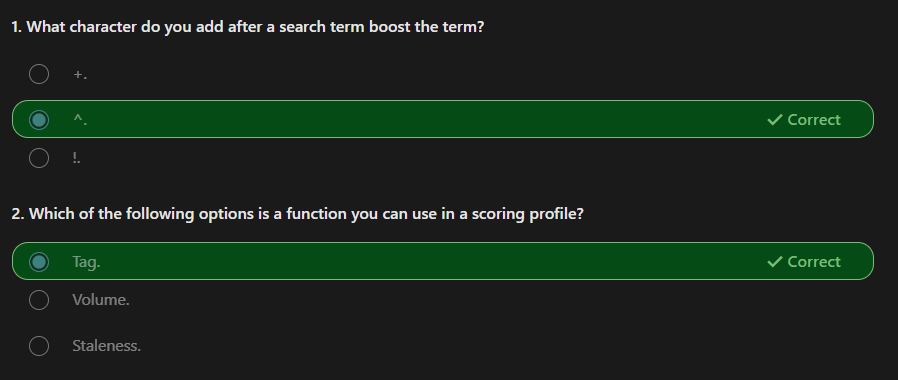 1. What character do you add after a search term boost the term?
+.
^.
Correct
!.
2. Which of the following options is a function you can use in a scoring profile?
Tag.
Correct
Volume.
Staleness.